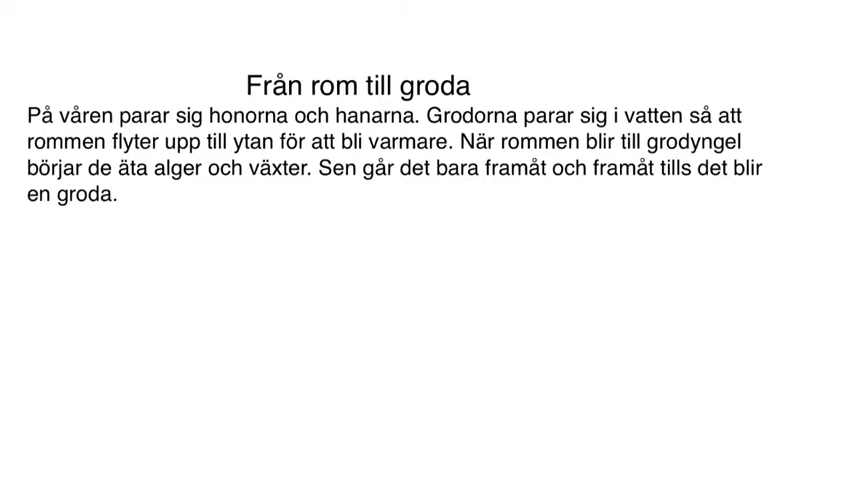 Från rom till groda
På våren parar sig honorna och hanarna. Grodorna parar sig i vatten så att
rommen flyter upp till ytan för att bli varmare. När rommen blir till grodyngel
börjar de äta alger och växter. Sen går det bara framåt och framåt tills det blir
en groda.